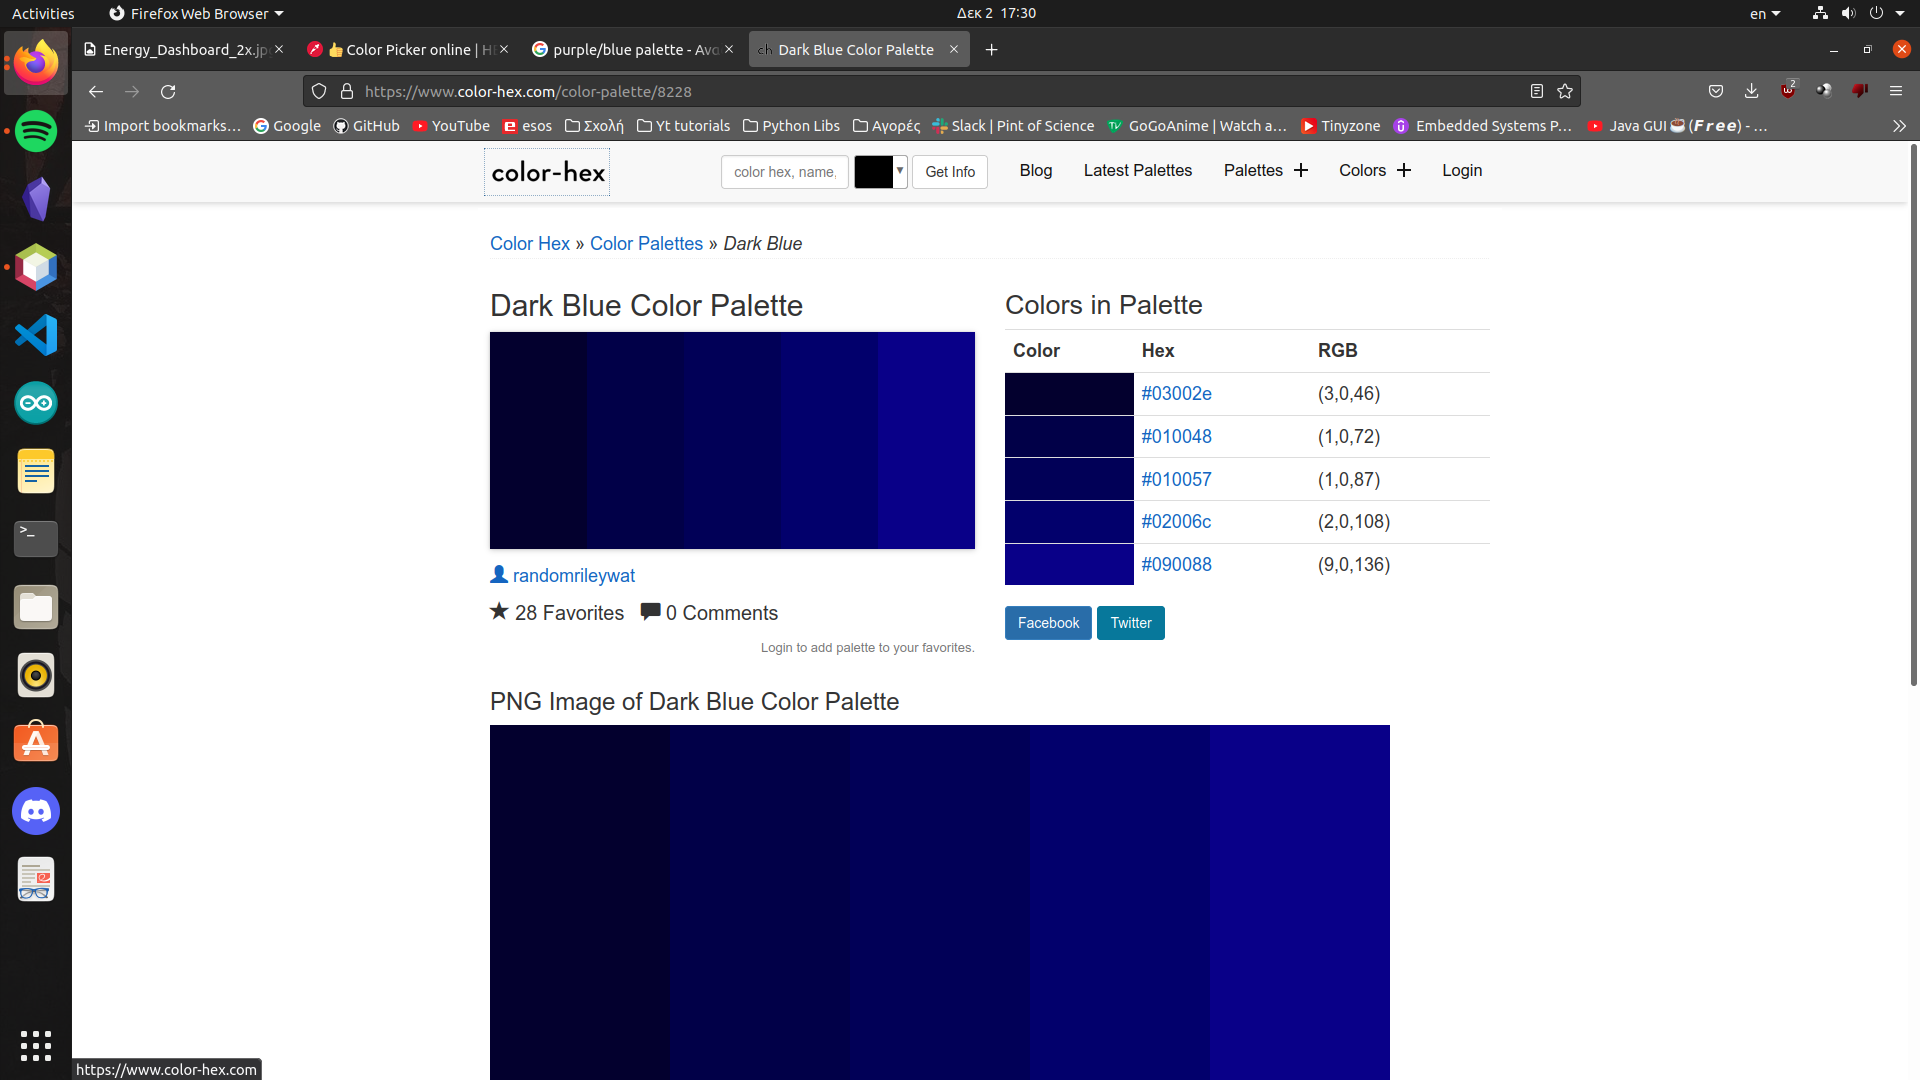 Activities
Firefox Web Browser
Δεκ 2 17:30
en
Energy_Dashboard_2x.jp
Color Picker online | H
purple/blue palette - Ava
ch Dark Blue Color Palette
https://www.color-hex.com/color-palette/8228
2
Import bookmarks…
Google
GitHub
YouTube
esos
Σχολή
Yt tutorials
Python Libs
Αγορές
Slack | Pint of Science
GoGoAnime | Watch a…
Tinyzone
Embedded Systems P…
Java GUI☕(𝙁𝙧𝙚𝙚) - …
color-hex
color hex, name,
Get Info
Blog
Latest Palettes
Palettes +
Colors +
Login
Color Hex » Color Palettes » Dark Blue
Dark Blue Color Palette
randomrileywat
28 Favorites
0 Comments
Login to add palette to your favorites.
Colors in Palette
Color Hex RGB
#03002e (3,0,46)
#010048 (1,0,72)
#010057 (1,0,87)
#02006c (2,0,108)
#090088 (9,0,136)
Facebook
Twitter
PNG Image of Dark Blue Color Palette
https://www.color-hex.com